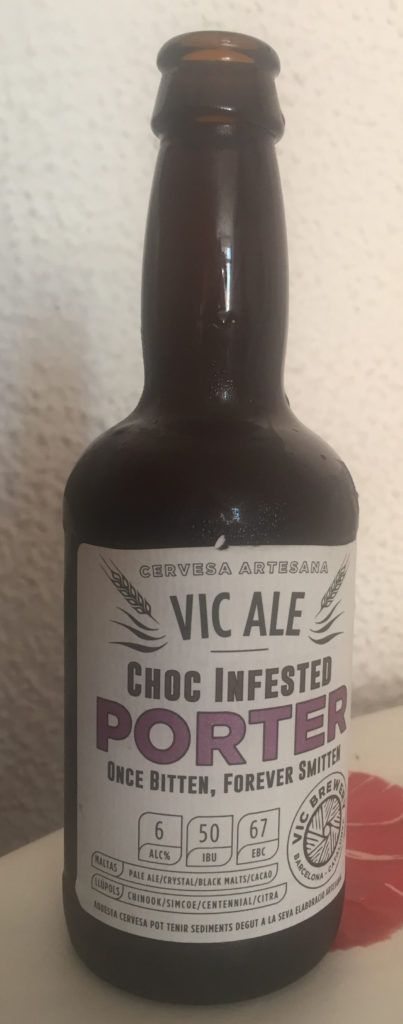 CERVESA ARTESANA
VIC ALE
CHOC INFESTED
PORTER
ONCE BITTEN, FOREVER SMITTEN
6 50 67
ALC% IBU EBC
MALTAS PALE ALE/CRYSTAL/BLACK MALTS/CACAO
LLÚPOLS CHINOOK/SIMCOE/CENTENNIAL/CITRA
AQUESTA CERVESA POT TENIR SEDIMENTS DEGUT A LA SEVA ELABORACIÓ
VIC BREWERY
BARCELONA -